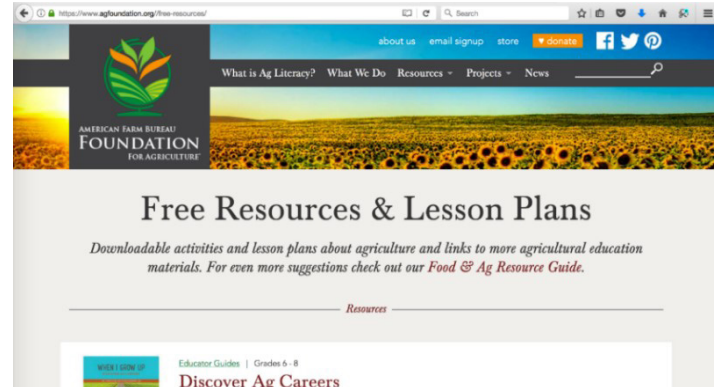 https://www.agfoundation.org//free-resources/
Search
about us email signup store donate
What is Ag Literacy? What We Do Resources Projects News
AMERICAN FARM BUREAU
FOUNDATION
FOR AGRICULTURE
Free Resources & Lesson Plans
Downloadable activities and lesson plans about agriculture and links to more agricultural education
materials. For even more suggestions check out our Food & Ag Resource Guide.
Resources
WHEN I GROW UP
Educator Guides | Grades 6 - 8
Discover Ag Careers